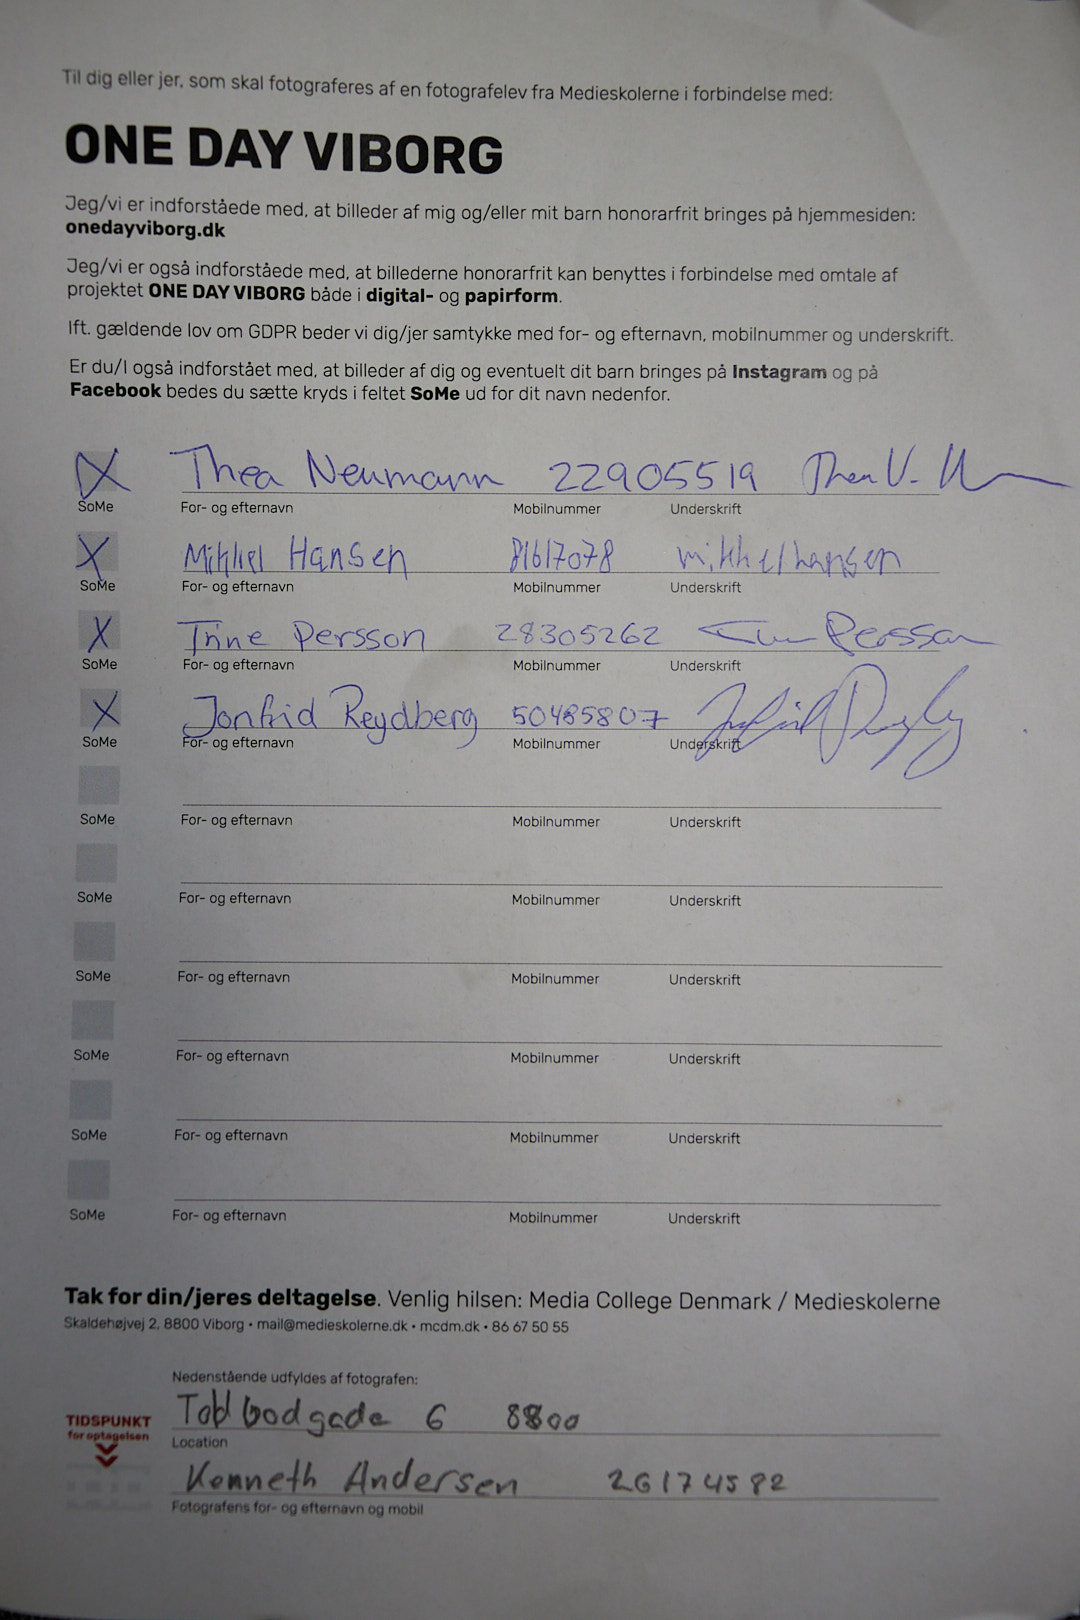 Til dig eller jer, som skal fotograferes af en fotografelev fra Medieskolerne i forbindelse med:
ONE DAY VIBORG
Jeg/vi er indforståede med, at billeder af mig og/eller mit barn honorarfrit bringes på hjemmesiden:
onedayviborg.dk
Jeg/vi er også indforståede med, at billederne honorarfrit kan benyttes i forbindelse med omtale af
projektet ONE DAY VIBORG både i digital- og papirform.
Ift. gældende lov om GDPR beder vi dig/jer samtykke med for- og efternavn, mobilnummer og underskrift.
Er du/I også indforstået med, at billeder af dig og eventuelt dit barn bringes på Instagram og på
Facebook bedes du sætte kryds i feltet SoMe ud for dit navn nedenfor.
X Thea Neumann 22905519 Thea V.
SoMe For- og efternavn Mobilnummer Underskrift
X Mikkel Hansen 81617078 mikkel hansen
SoMe For- og efternavn Mobilnummer Underskrift
X Trine Persson 28305262 Persson
SoMe For- og efternavn Mobilnummer Underskrift
X Jonfrid Reydberg 50485807
SoMe For- og efternavn Mobilnummer Underskrift
SoMe For- og efternavn Mobilnummer Underskrift
SoMe For- og efternavn Mobilnummer Underskrift
SoMe For- og efternavn Mobilnummer Underskrift
SoMe For- og efternavn Mobilnummer Underskrift
SoMe For- og efternavn Mobilnummer Underskrift
SoMe For- og efternavn Mobilnummer Underskrift
Tak for din/jeres deltagelse. Venlig hilsen: Media College Denmark / Medieskolerne
Skaldehøjvej 2, 8800 Viborg • mail@medieskolerne.dk • mcdm.dk • 86 67 50 55
Nedenstående udfyldes af fotografen:
TIDSPUNKT
for optagelsen
Toldbodgade 6 8800
Location
Kenneth Andersen 26174582
Fotografens for- og efternavn og mobil